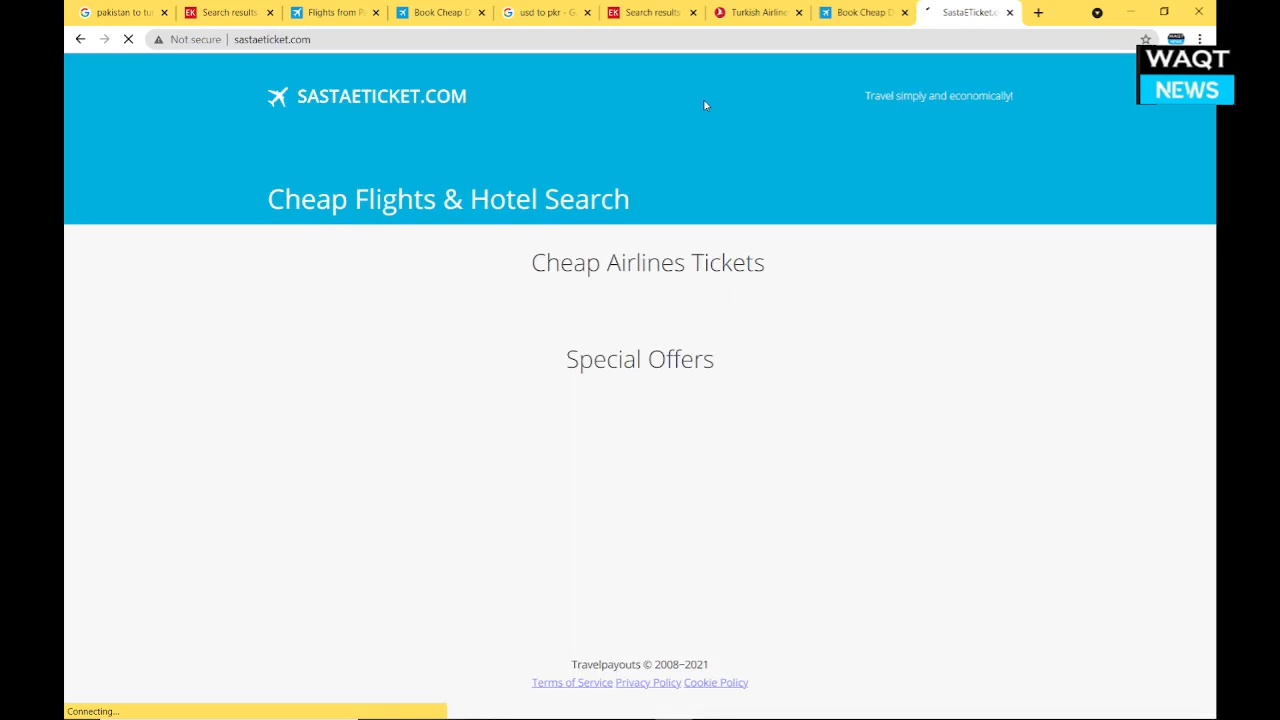 pakistan to tu
Search results
Flights from P
Book Cheap D
usd to pkr - G
Search results
Turkish Airline
Book Cheap D
SastaETicket.c
Not secure
sastaeticket.com
WAQT
NEWS
SASTAETICKET.COM
Travel simply and economically!
Cheap Flights & Hotel Search
Cheap Airlines Tickets
Special Offers
Travelpayouts © 2008–2021
Terms of Service Privacy Policy Cookie Policy
Connecting...